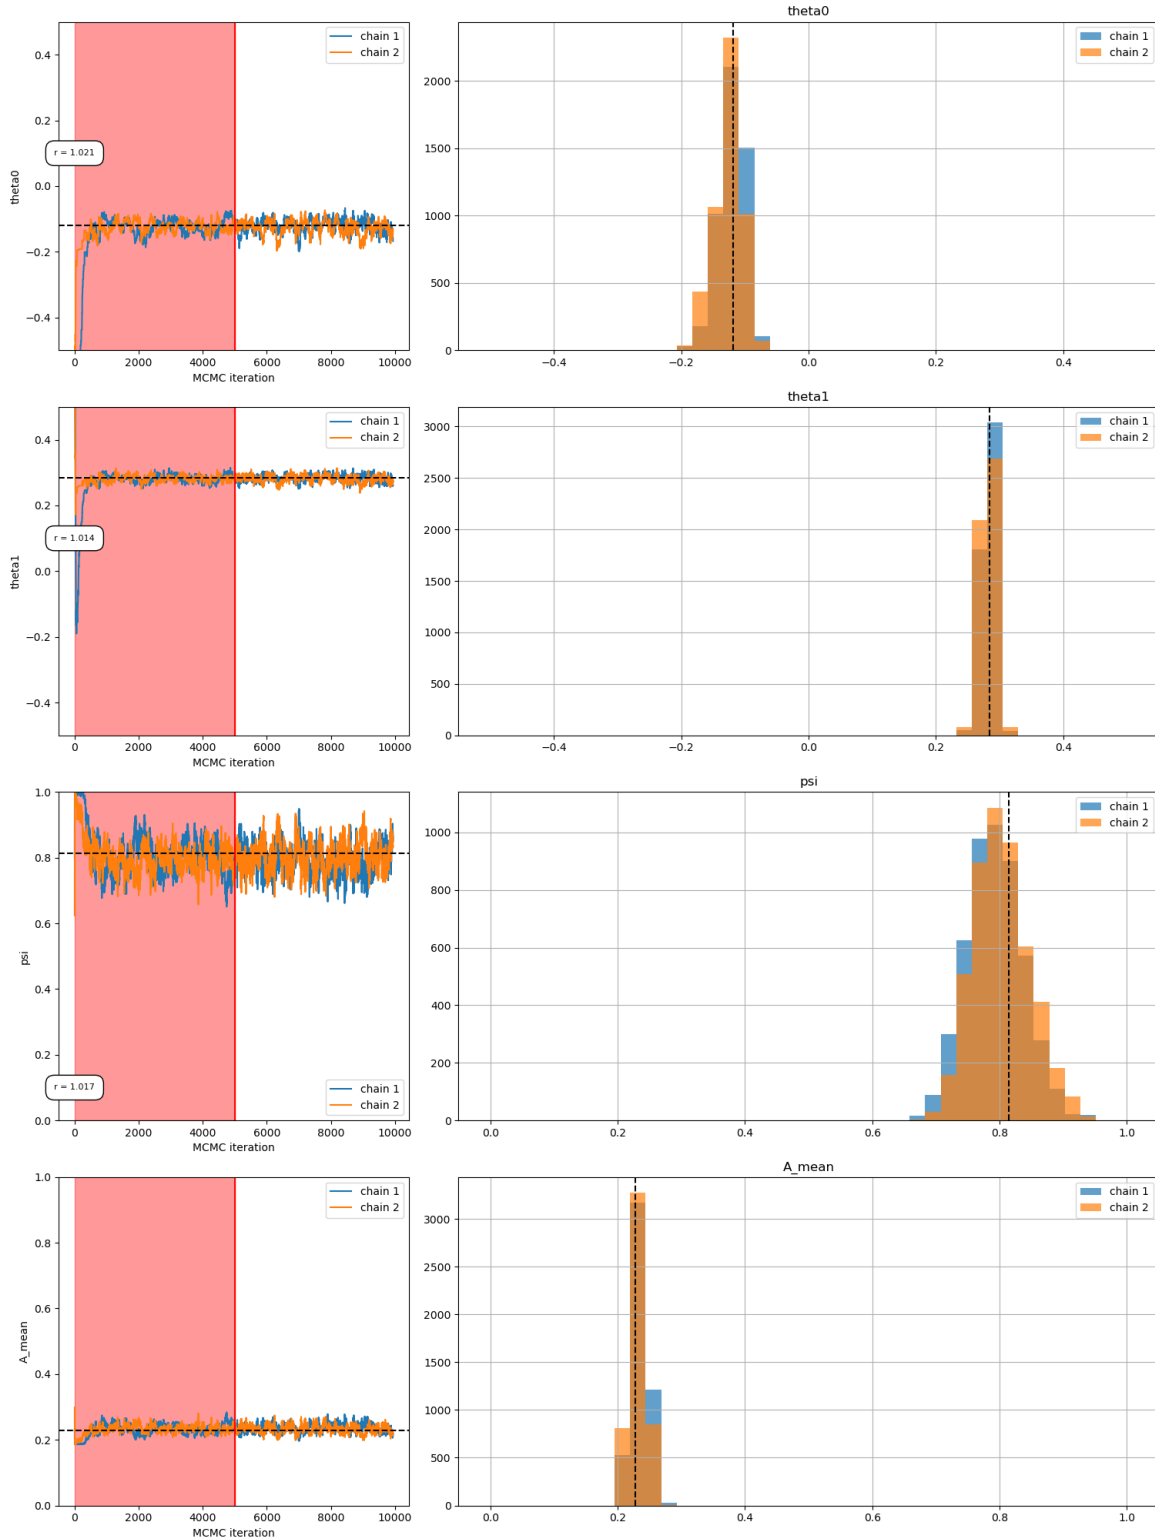 theta0
0.4
0.2
0.0
−0.2
−0.4
theta0
r = 1.021
chain 1
chain 2
0 2000 4000 6000 8000 10000
MCMC iteration
2000
1500
1000
500
0
chain 1
chain 2
−0.4 −0.2 0.0 0.2 0.4
theta1
0.4
0.2
0.0
−0.2
−0.4
theta1
r = 1.014
chain 1
chain 2
0 2000 4000 6000 8000 10000
MCMC iteration
3000
2500
2000
1500
1000
500
0
chain 1
chain 2
−0.4 −0.2 0.0 0.2 0.4
psi
1.0
0.8
0.6
0.4
0.2
0.0
psi
r = 1.017
chain 1
chain 2
0 2000 4000 6000 8000 10000
MCMC iteration
1000
800
600
400
200
0
chain 1
chain 2
0.0 0.2 0.4 0.6 0.8 1.0
A_mean
1.0
0.8
0.6
0.4
0.2
0.0
A_mean
chain 1
chain 2
0 2000 4000 6000 8000 10000
MCMC iteration
3000
2500
2000
1500
1000
500
0
chain 1
chain 2
0.0 0.2 0.4 0.6 0.8 1.0